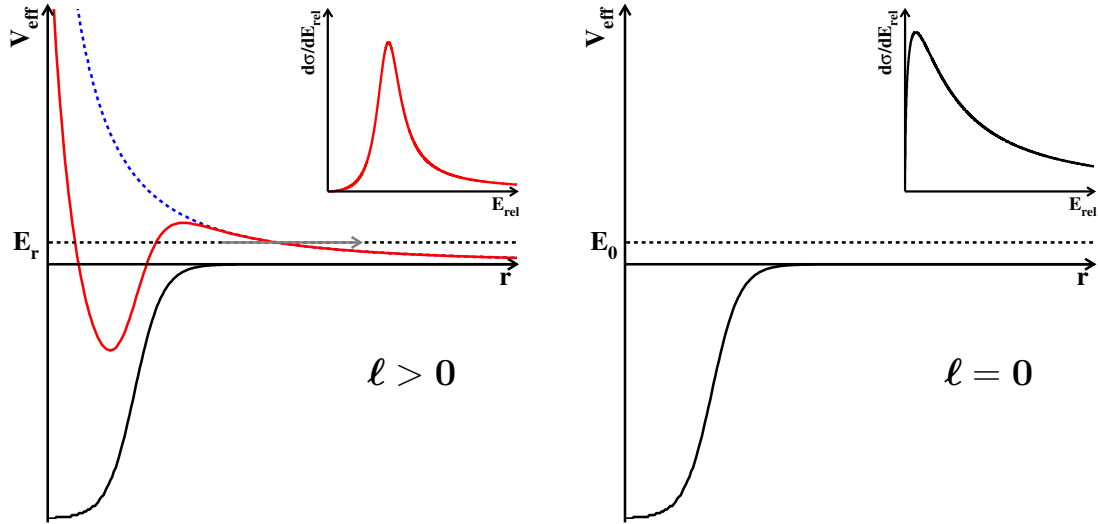 V_eff
dσ/dE_rel
E_rel
E_r
r
ℓ > 0
V_eff
dσ/dE_rel
E_rel
E_0
r
ℓ = 0